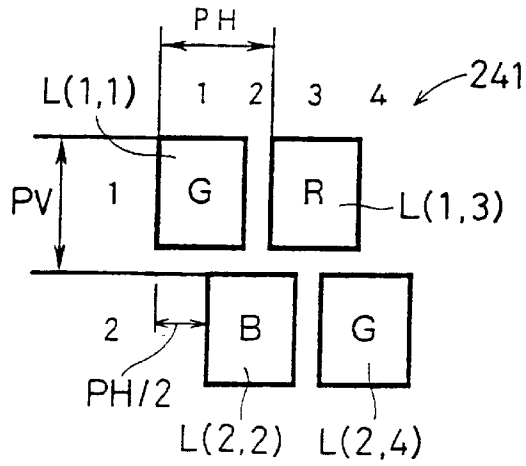 PH
L(1,1) 1 2 3 4 241
PV 1 G R L(1,3)
2 B G
PH/2
L(2,2) L(2,4)